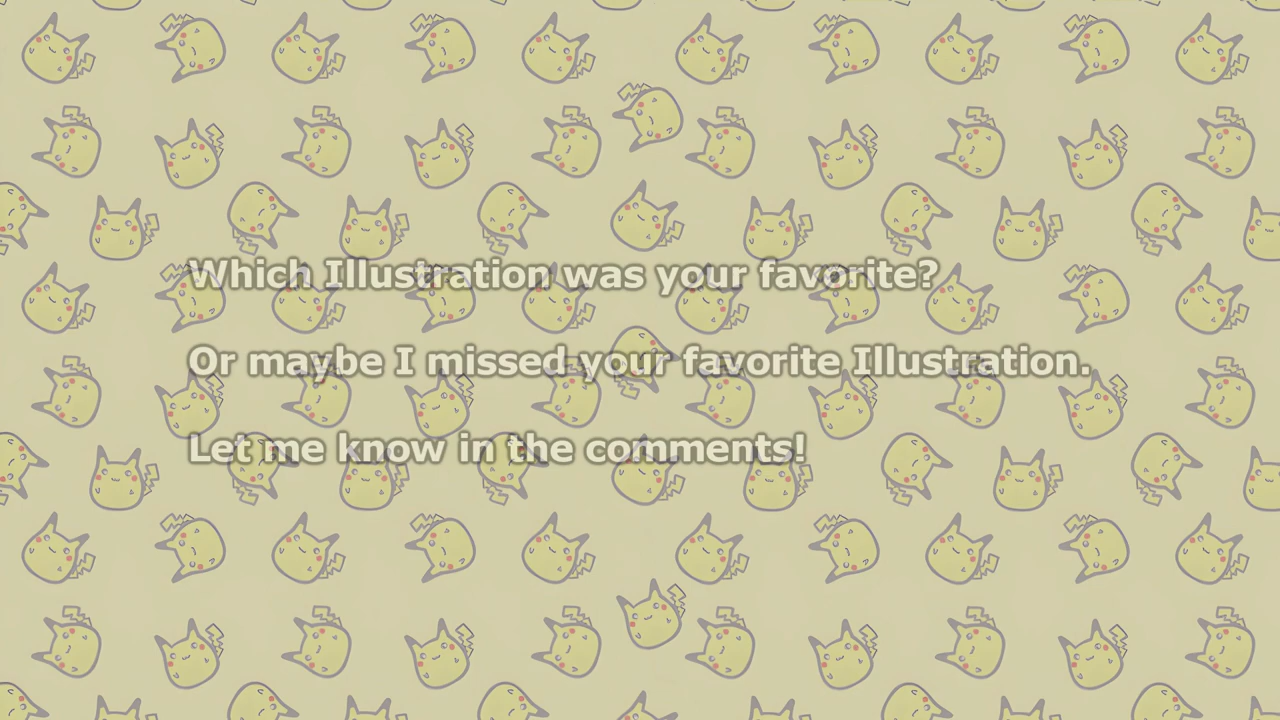 Which Illustration was your favorite?
Or maybe I missed your favorite Illustration.
Let me know in the comments!